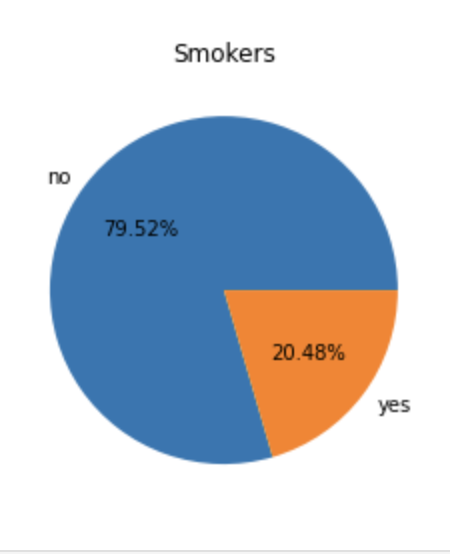 Smokers
no
79.52%
20.48%
yes